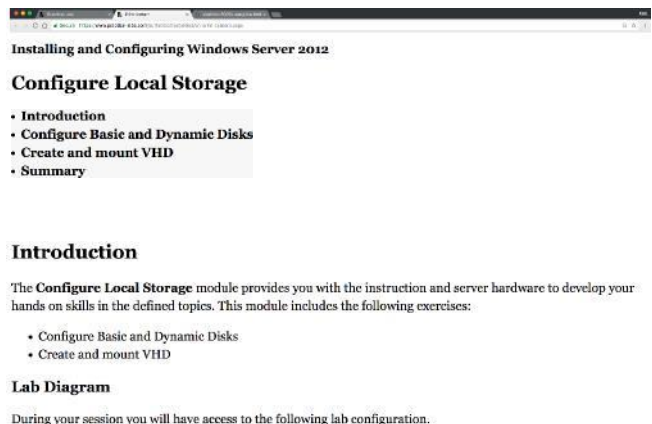 Installing and Configuring Windows Server 2012
Configure Local Storage
• Introduction
• Configure Basic and Dynamic Disks
• Create and mount VHD
• Summary
Introduction
The Configure Local Storage module provides you with the instruction and server hardware to develop your
hands on skills in the defined topics. This module includes the following exercises:
• Configure Basic and Dynamic Disks
• Create and mount VHD
Lab Diagram
During your session you will have access to the following lab configuration.